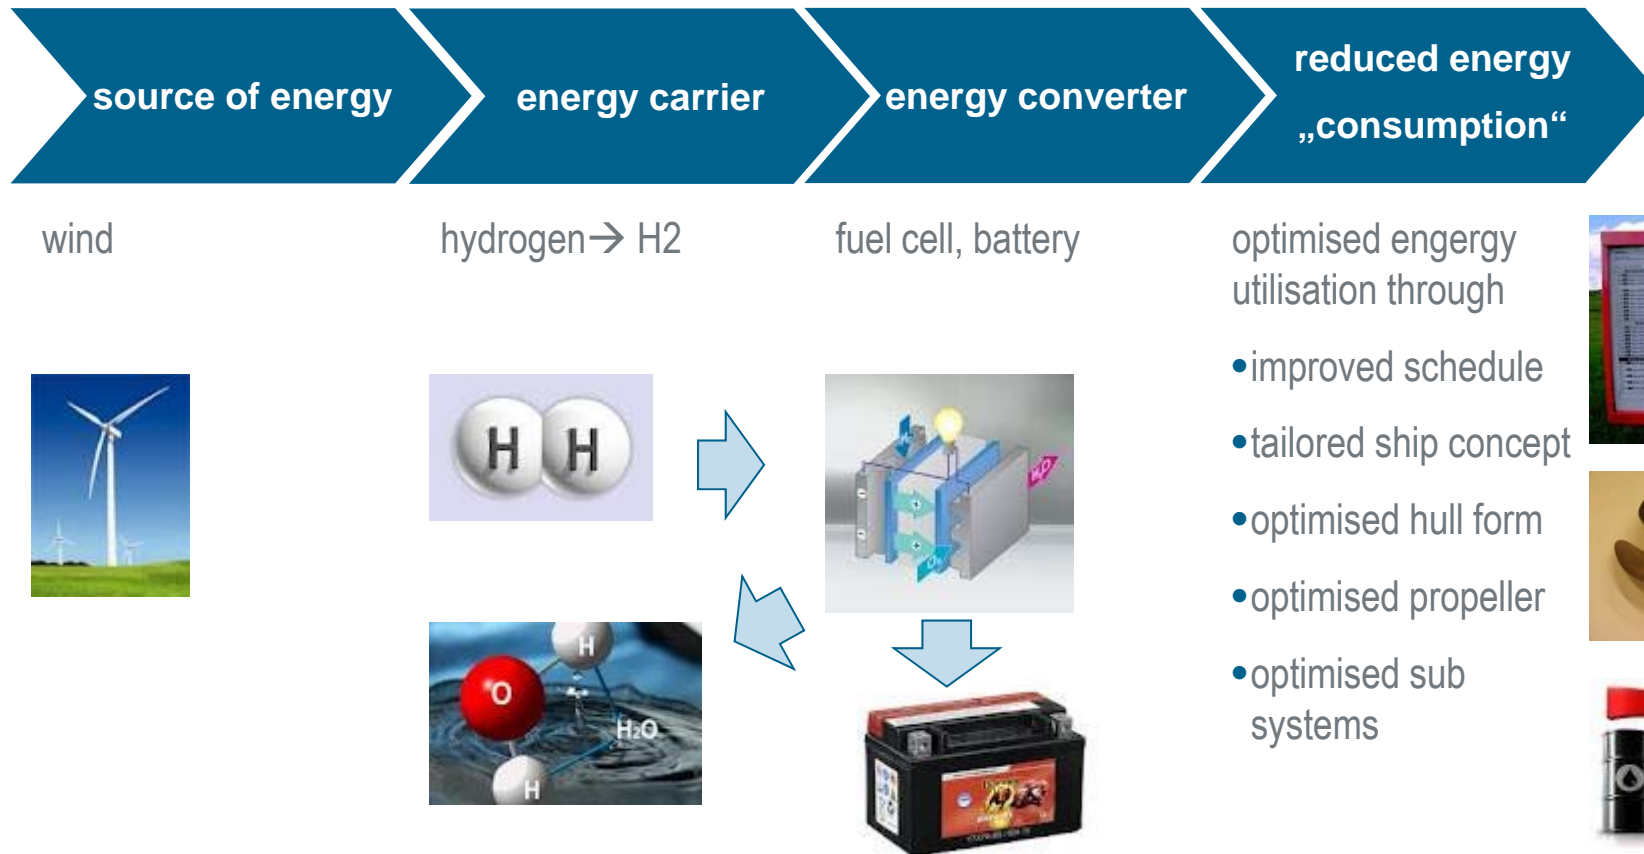 source of energy
energy carrier
energy converter
reduced energy
„consumption“
wind
hydrogen→ H2
fuel cell, battery
optimised engergy
utilisation through
•improved schedule
•tailored ship concept
•optimised hull form
•optimised propeller
•optimised sub
systems
H H
H
O
H₂O
H
H₂O